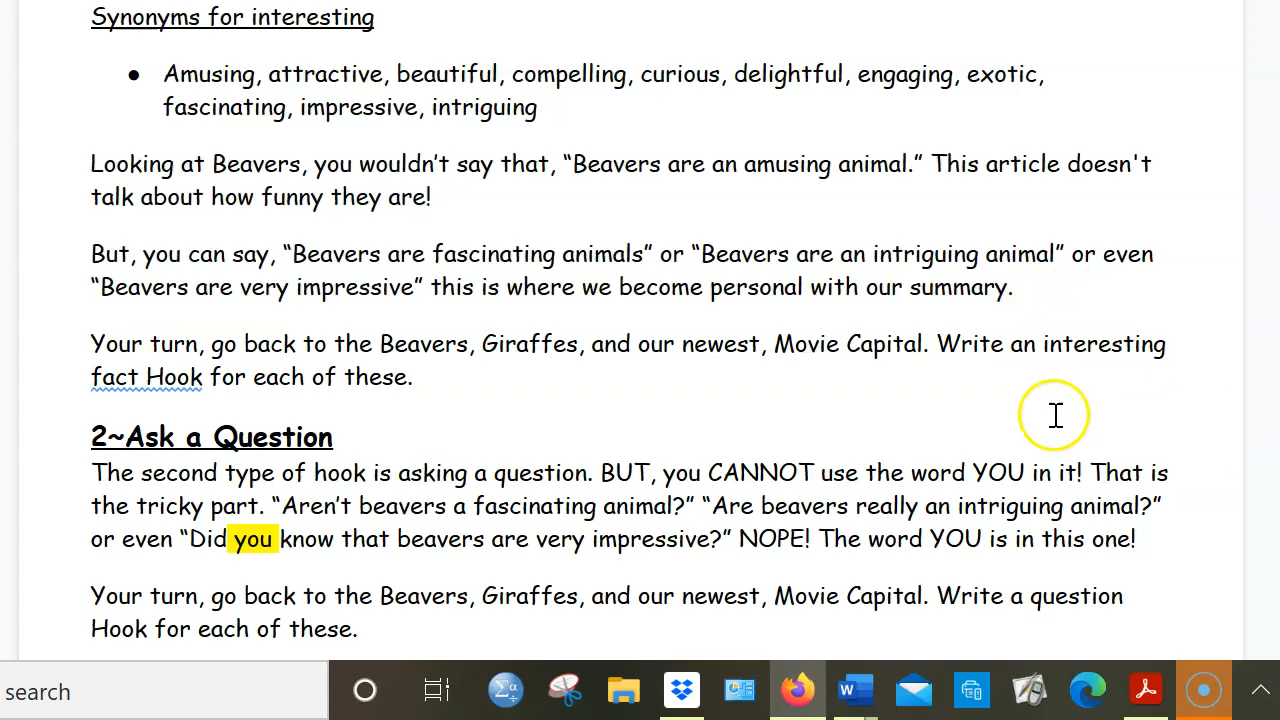 Synonyms for interesting
● Amusing, attractive, beautiful, compelling, curious, delightful, engaging, exotic,
fascinating, impressive, intriguing
Looking at Beavers, you wouldn’t say that, “Beavers are an amusing animal.” This article doesn't
talk about how funny they are!
But, you can say, “Beavers are fascinating animals” or “Beavers are an intriguing animal” or even
“Beavers are very impressive” this is where we become personal with our summary.
Your turn, go back to the Beavers, Giraffes, and our newest, Movie Capital. Write an interesting
fact Hook for each of these.
2~Ask a Question
The second type of hook is asking a question. BUT, you CANNOT use the word YOU in it! That is
the tricky part. “Aren’t beavers a fascinating animal?” “Are beavers really an intriguing animal?”
or even “Did you know that beavers are very impressive?” NOPE! The word YOU is in this one!
Your turn, go back to the Beavers, Giraffes, and our newest, Movie Capital. Write a question
Hook for each of these.
search